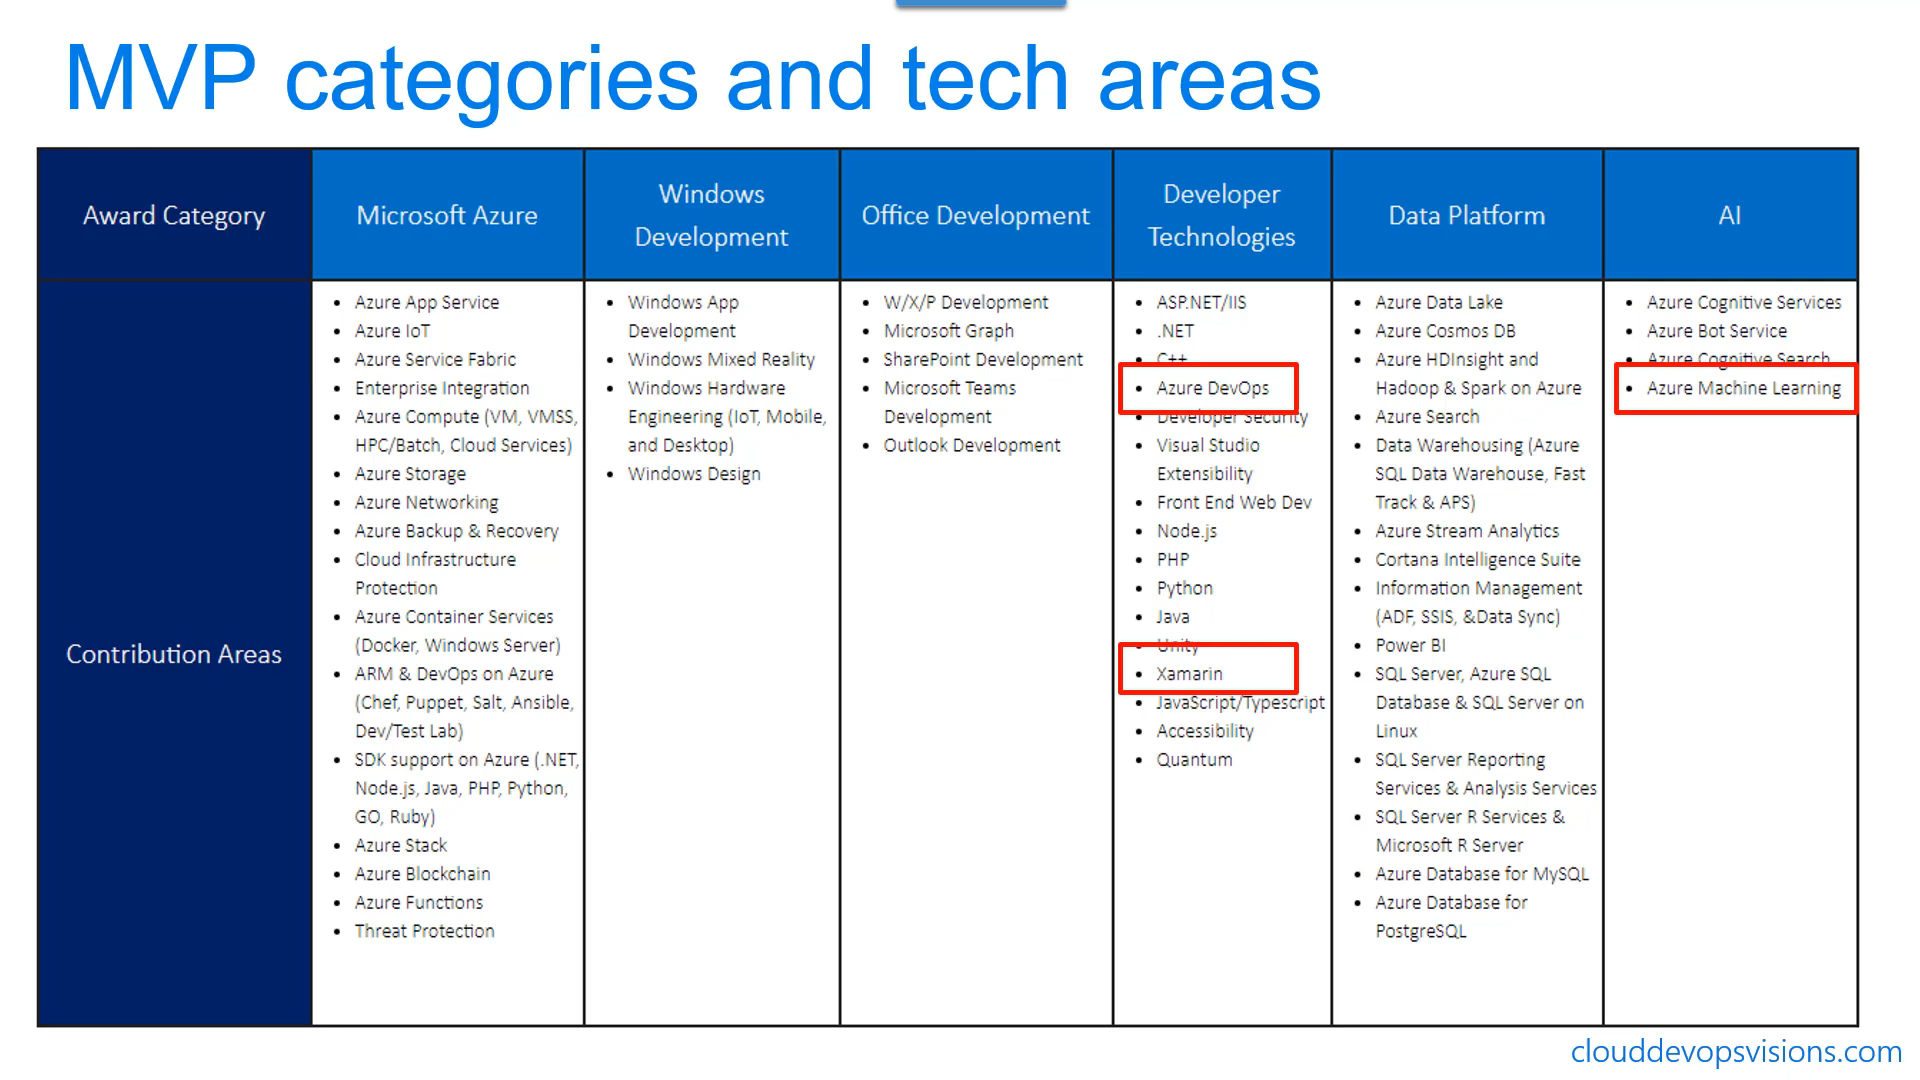 MVP categories and tech areas
Award Category
Microsoft Azure
Windows
Development
Office Development
Developer
Technologies
Data Platform
AI
Contribution Areas
• Azure App Service
• Azure IoT
• Azure Service Fabric
• Enterprise Integration
• Azure Compute (VM, VMSS,
HPC/Batch, Cloud Services)
• Azure Storage
• Azure Networking
• Azure Backup & Recovery
• Cloud Infrastructure
Protection
• Azure Container Services
(Docker, Windows Server)
• ARM & DevOps on Azure
(Chef, Puppet, Salt, Ansible,
Dev/Test Lab)
• SDK support on Azure (.NET,
Node.js, Java, PHP, Python,
GO, Ruby)
• Azure Stack
• Azure Blockchain
• Azure Functions
• Threat Protection
• Windows App
Development
• Windows Mixed Reality
• Windows Hardware
Engineering (IoT, Mobile,
and Desktop)
• Windows Design
• W/X/P Development
• Microsoft Graph
• SharePoint Development
• Microsoft Teams
Development
• Outlook Development
• ASP.NET/IIS
• .NET
• C++
• Azure DevOps
• Developer Security
• Visual Studio
Extensibility
• Front End Web Dev
• Node.js
• PHP
• Python
• Java
• Unity
• Xamarin
• JavaScript/Typescript
• Accessibility
• Quantum
• Azure Data Lake
• Azure Cosmos DB
• Azure HDInsight and
Hadoop & Spark on Azure
• Azure Search
• Data Warehousing (Azure
SQL Data Warehouse, Fast
Track & APS)
• Azure Stream Analytics
• Cortana Intelligence Suite
• Information Management
(ADF, SSIS, &Data Sync)
• Power BI
• SQL Server, Azure SQL
Database & SQL Server on
Linux
• SQL Server Reporting
Services & Analysis Services
• SQL Server R Services &
Microsoft R Server
• Azure Database for MySQL
• Azure Database for
PostgreSQL
• Azure Cognitive Services
• Azure Bot Service
• Azure Cognitive Search
• Azure Machine Learning
clouddevopsvisions.com